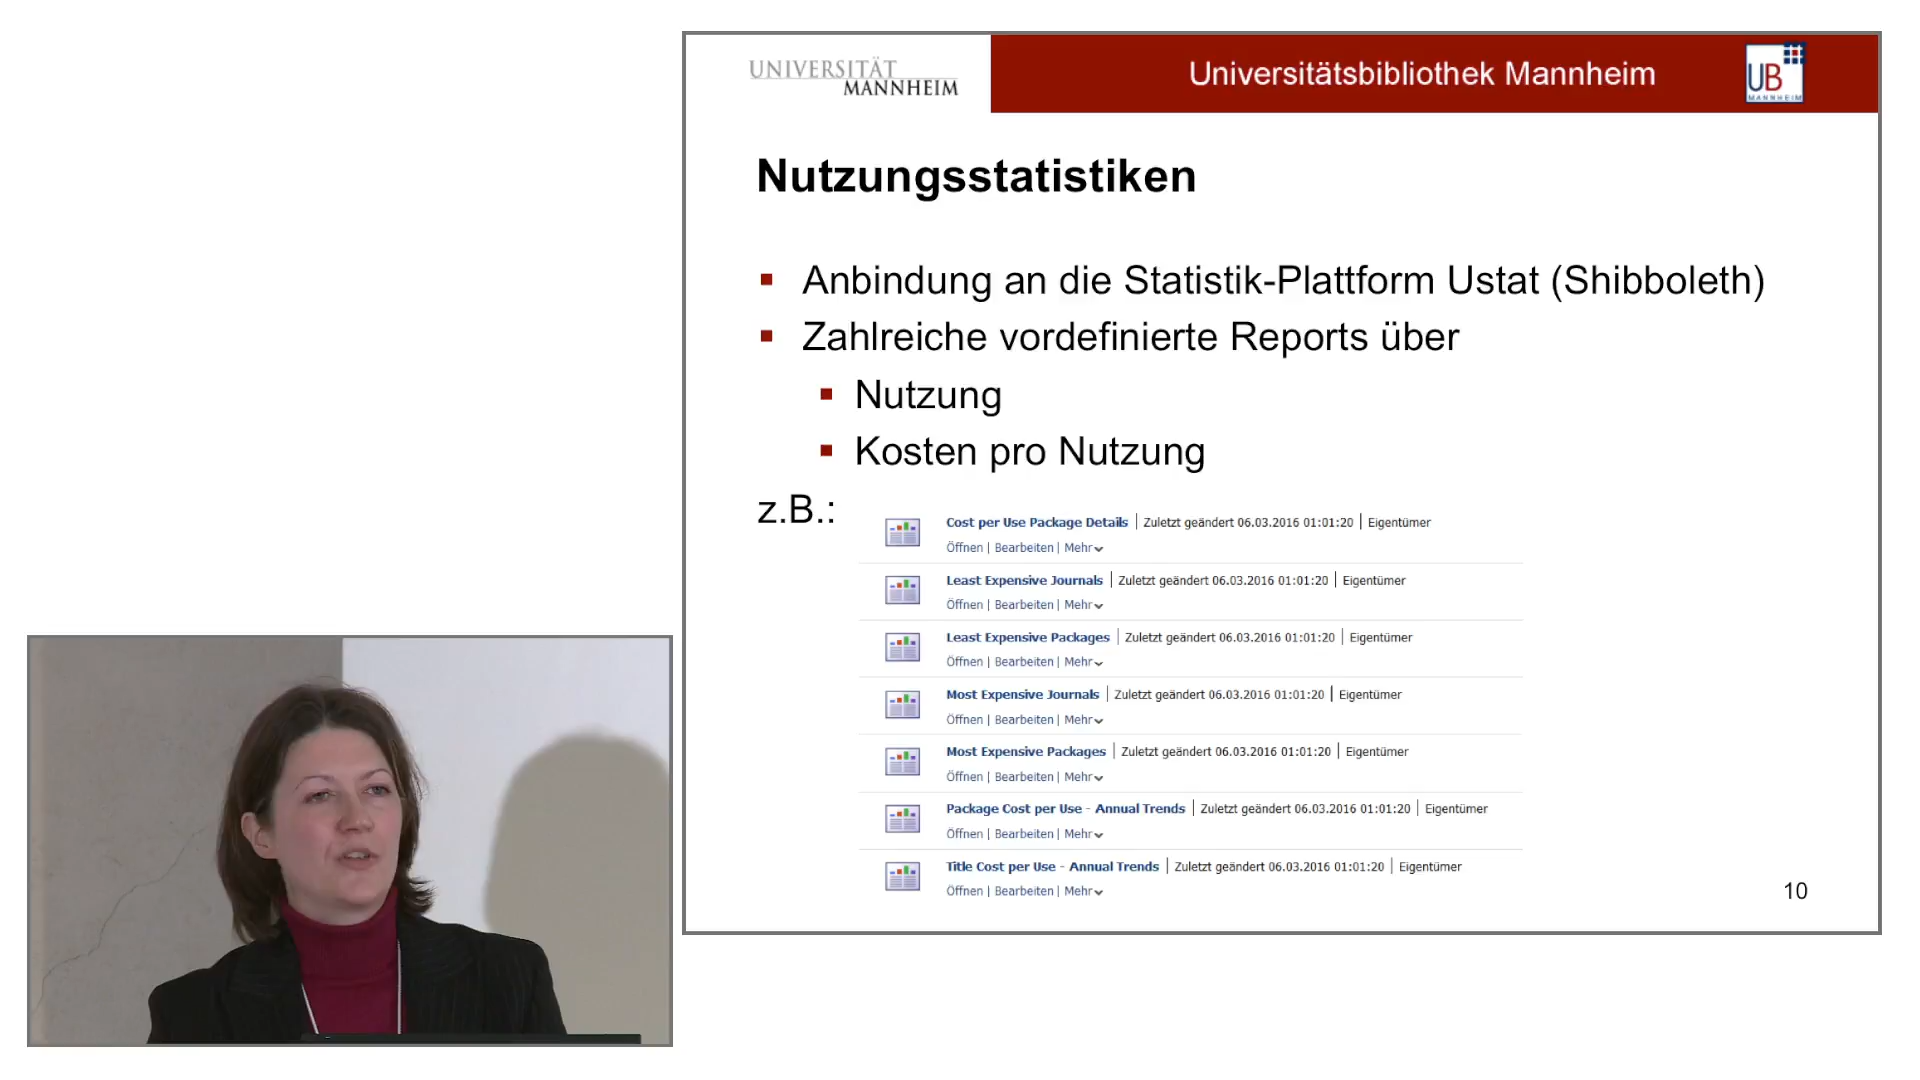 UNIVERSITÄT
MANNHEIM
Universitätsbibliothek Mannheim
UB
MANNHEIM
Nutzungsstatistiken
Anbindung an die Statistik-Plattform Ustat (Shibboleth)
Zahlreiche vordefinierte Reports über
Nutzung
Kosten pro Nutzung
z.B.:
Cost per Use Package Details | Zuletzt geändert 06.03.2016 01:01:20 | Eigentümer
Öffnen | Bearbeiten | Mehr
Least Expensive Journals | Zuletzt geändert 06.03.2016 01:01:20 | Eigentümer
Öffnen | Bearbeiten | Mehr
Least Expensive Packages | Zuletzt geändert 06.03.2016 01:01:20 | Eigentümer
Öffnen | Bearbeiten | Mehr
Most Expensive Journals | Zuletzt geändert 06.03.2016 01:01:20 | Eigentümer
Öffnen | Bearbeiten | Mehr
Most Expensive Packages | Zuletzt geändert 06.03.2016 01:01:20 | Eigentümer
Öffnen | Bearbeiten | Mehr
Package Cost per Use - Annual Trends | Zuletzt geändert 06.03.2016 01:01:20 | Eigentümer
Öffnen | Bearbeiten | Mehr
Title Cost per Use - Annual Trends | Zuletzt geändert 06.03.2016 01:01:20 | Eigentümer
Öffnen | Bearbeiten | Mehr
10